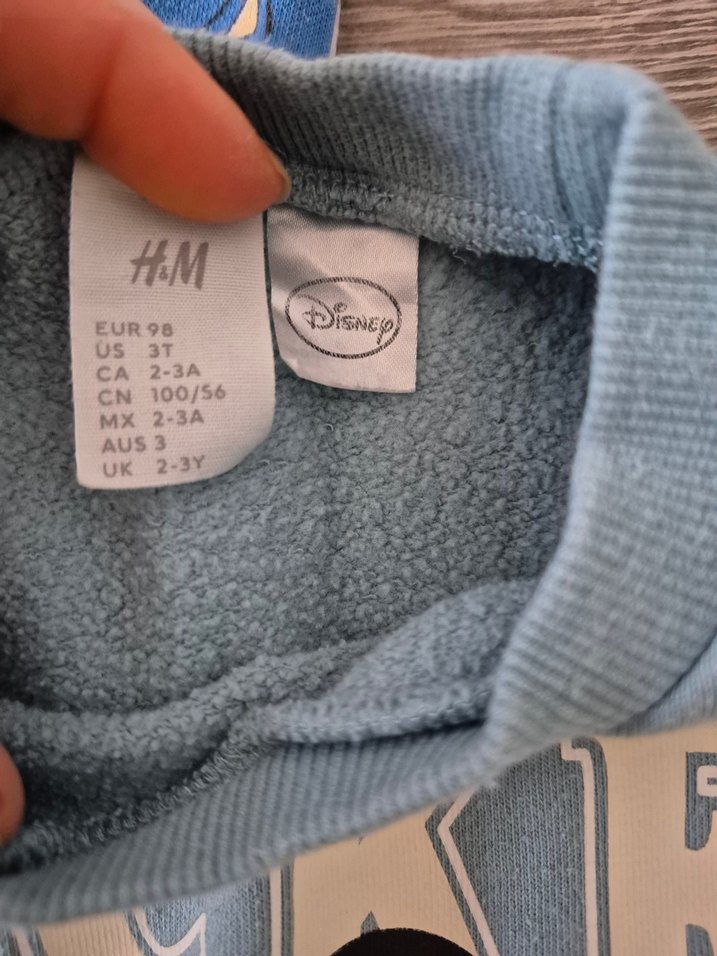 H&M
EUR 98
US 3T
CA 2-3A
CN 100/56
MX 2-3A
AUS 3
UK 2-3Y
Disney